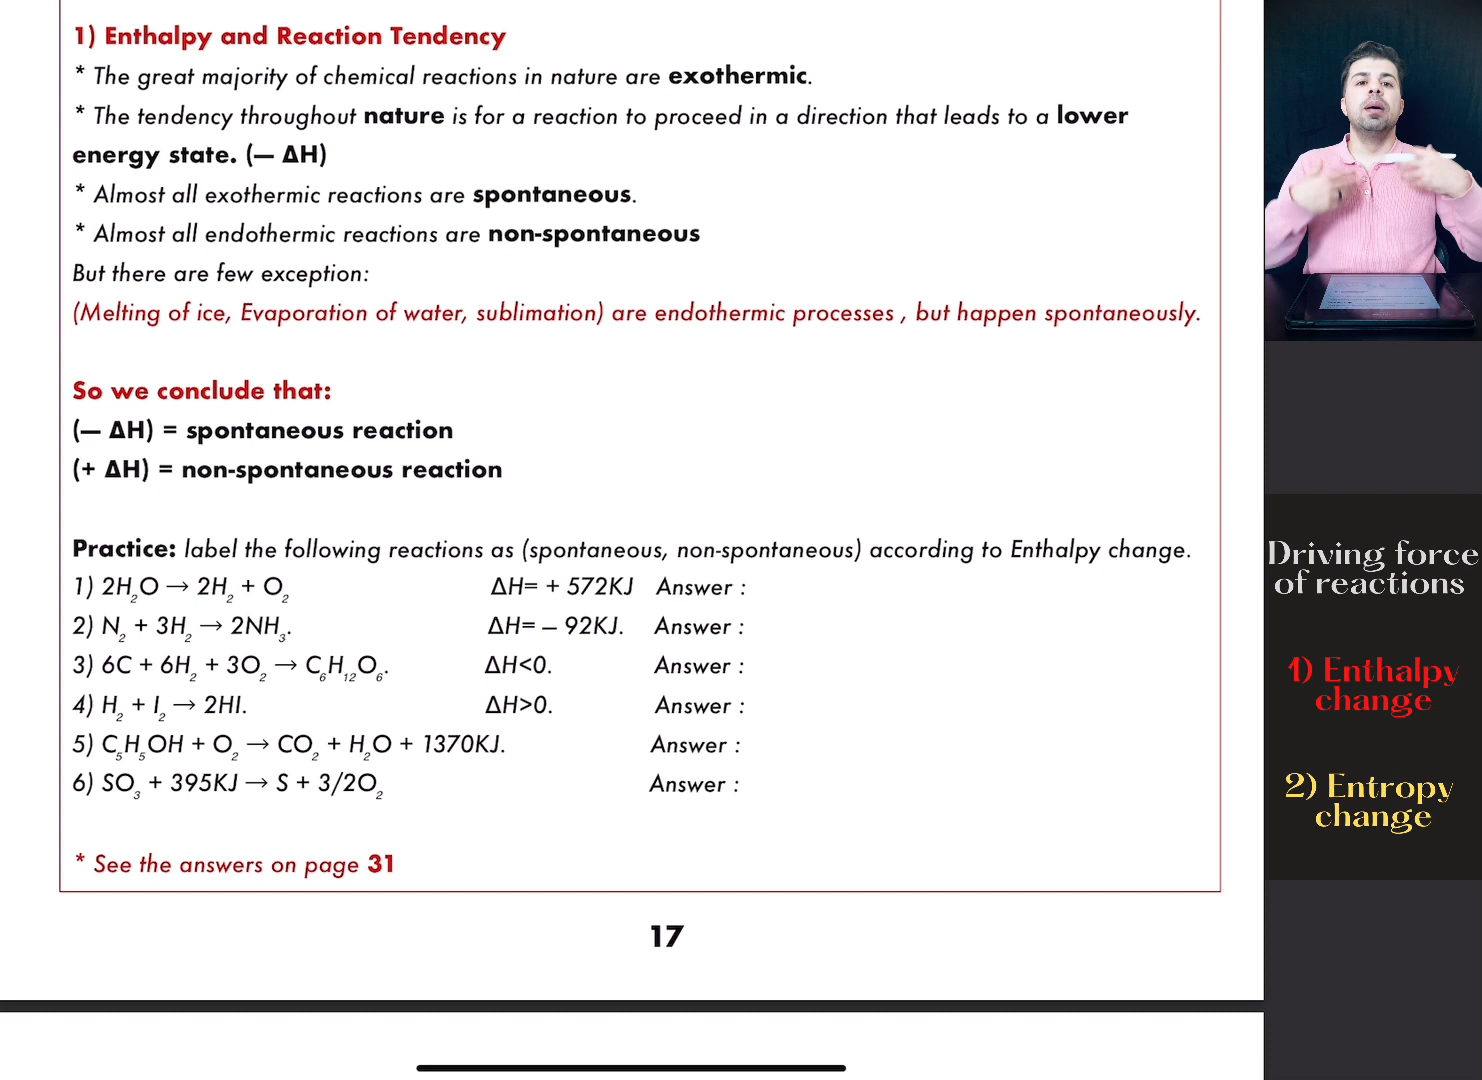 1) Enthalpy and Reaction Tendency
* The great majority of chemical reactions in nature are exothermic.
* The tendency throughout nature is for a reaction to proceed in a direction that leads to a lower
energy state. (— ΔH)
* Almost all exothermic reactions are spontaneous.
* Almost all endothermic reactions are non-spontaneous
But there are few exception:
(Melting of ice, Evaporation of water, sublimation) are endothermic processes , but happen spontaneously.
So we conclude that:
(— ΔH) = spontaneous reaction
(+ ΔH) = non-spontaneous reaction
Practice: label the following reactions as (spontaneous, non-spontaneous) according to Enthalpy change.
1) 2H₂O → 2H₂ + O₂ ΔH= + 572KJ Answer :
2) N₂ + 3H₂ → 2NH₃. ΔH= – 92KJ. Answer :
3) 6C + 6H₂ + 3O₂ → C₆H₁₂O₆. ΔH<0. Answer :
4) H₂ + I₂ → 2HI. ΔH>0. Answer :
5) C₅H₅OH + O₂ → CO₂ + H₂O + 1370KJ. Answer :
6) SO₃ + 395KJ → S + 3/2O₂ Answer :
* See the answers on page 31
17
Driving force
of reactions
1) Enthalpy
change
2) Entropy
change